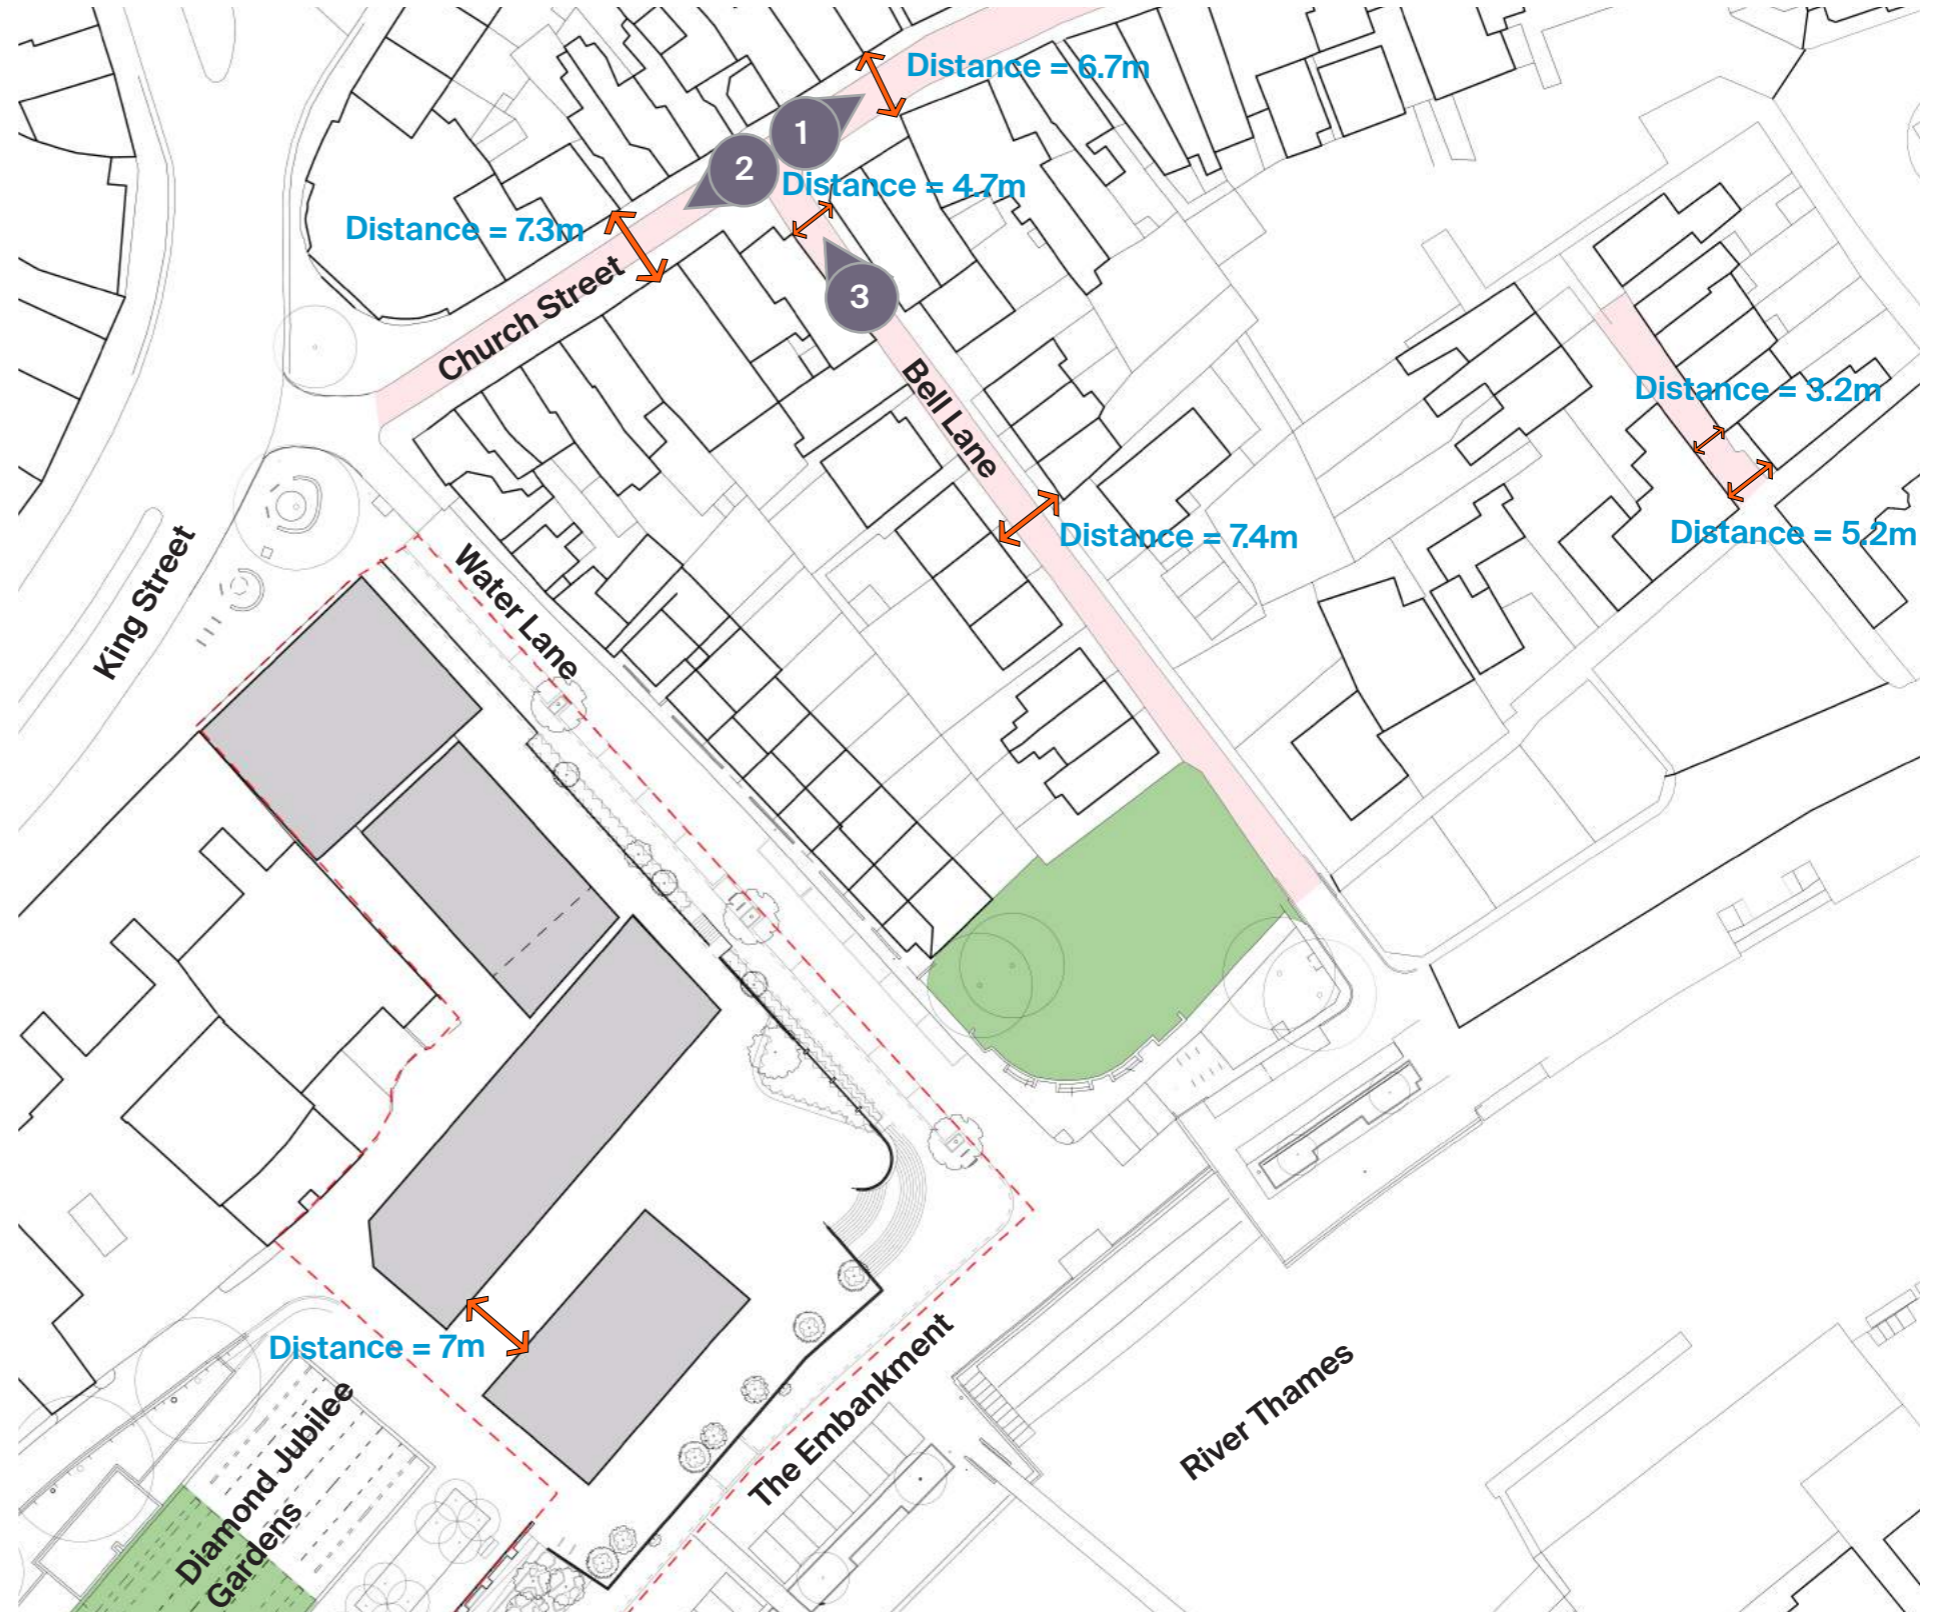 Distance = 6.7m
1
2
Distance = 4.7m
Distance = 7.3m
3
Church Street
Bell Lane
Distance = 3.2m
Distance = 7.4m
Distance = 5.2m
King Street
Water Lane
Distance = 7m
The Embankment
River Thames
Diamond Jubilee
Gardens